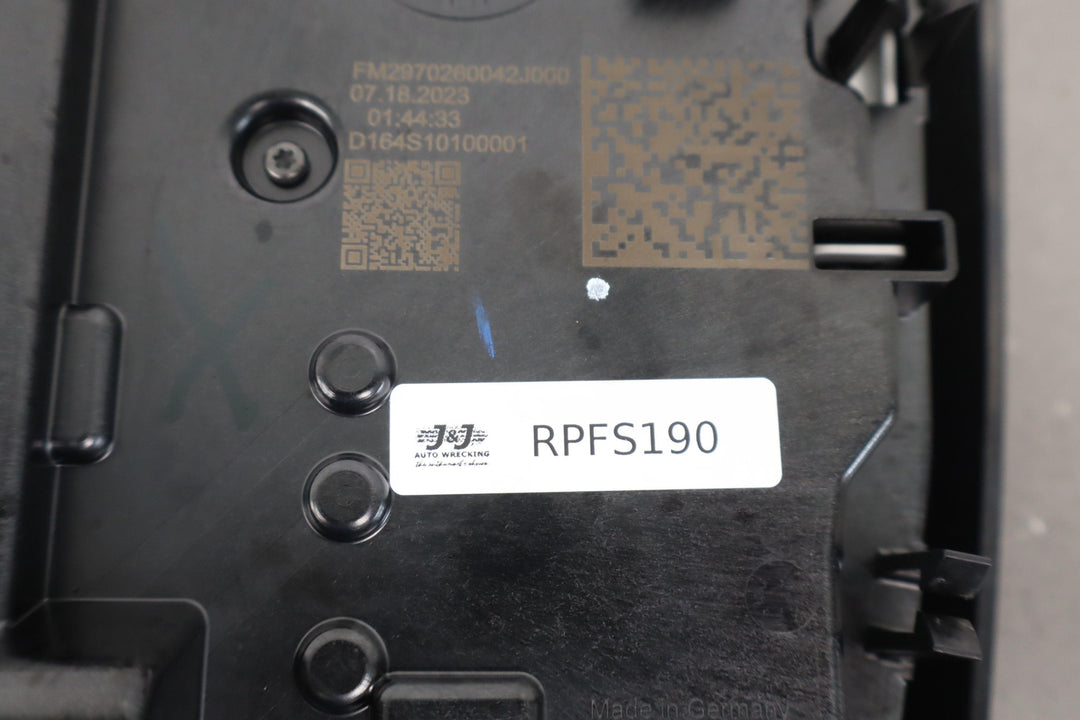 FM2970260042J000
07.18.2023
01:44:33
D164S10100001
J&J
AUTO WRECKING
RPFS190
Made in Germany